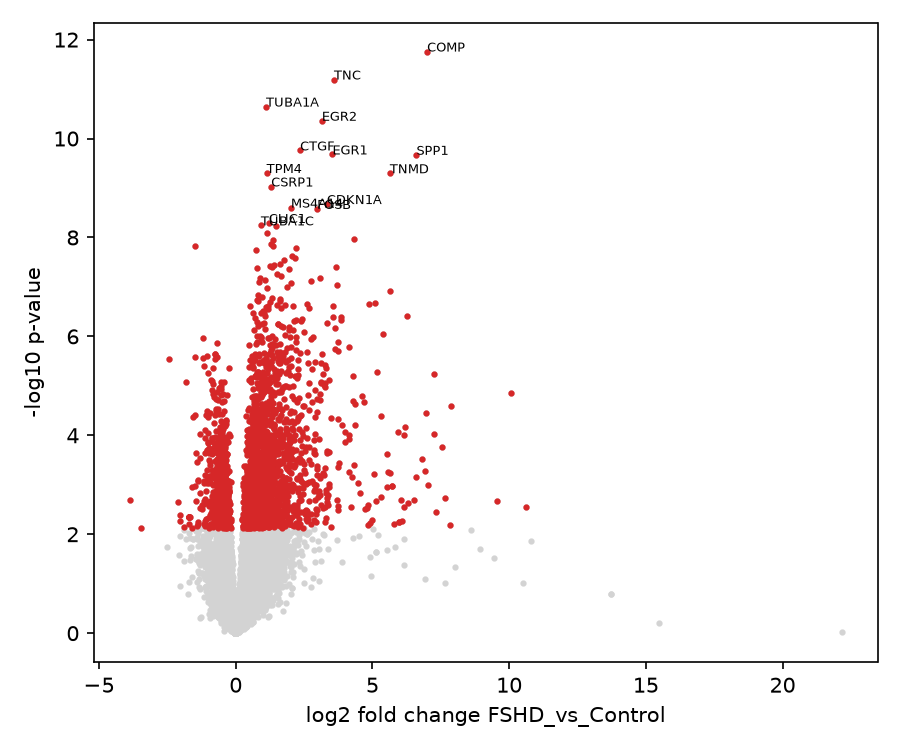 COMP
TNC
TUBA1A
EGR2
CTGF
EGR1
SPP1
TPM4
TNMD
CSRP1
CDKN1A
FOSB
TUBA1C
12
10
8
6
4
2
0
-log10 p-value
−5
0
5
10
15
20
log2 fold change FSHD_vs_Control